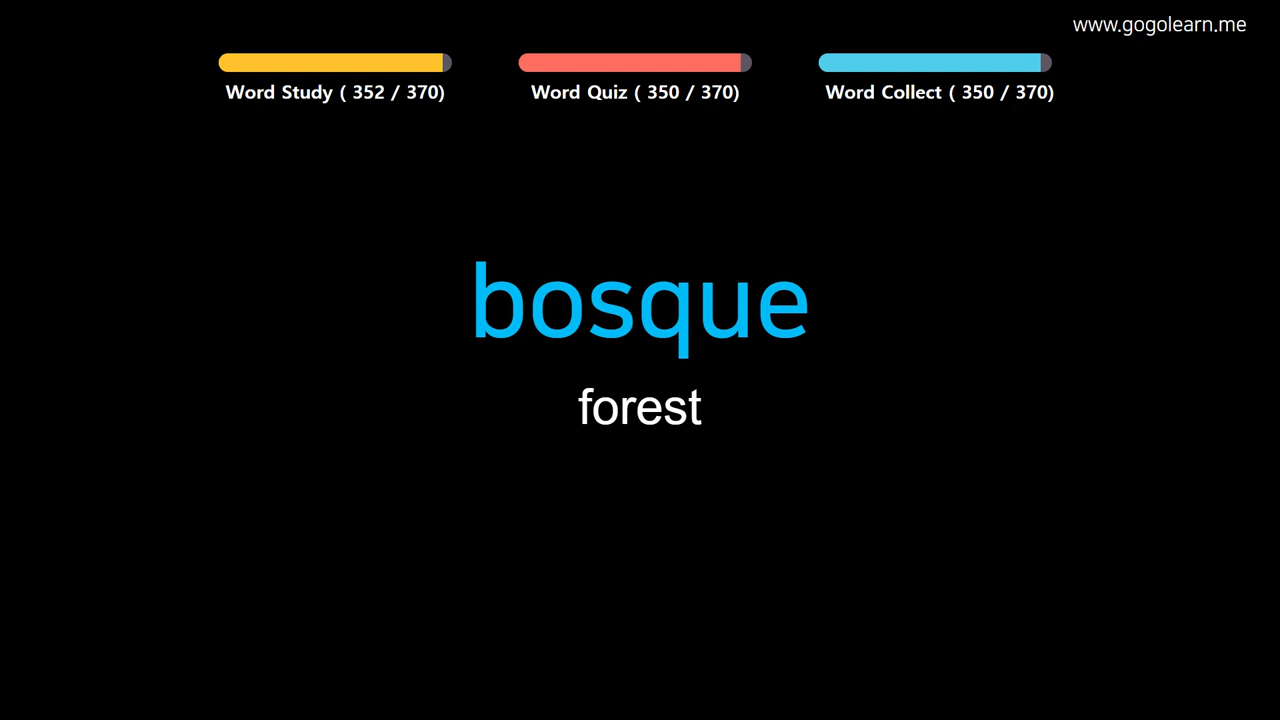 www.gogolearn.me
Word Study ( 352 / 370)
Word Quiz ( 350 / 370)
Word Collect ( 350 / 370)
bosque
forest